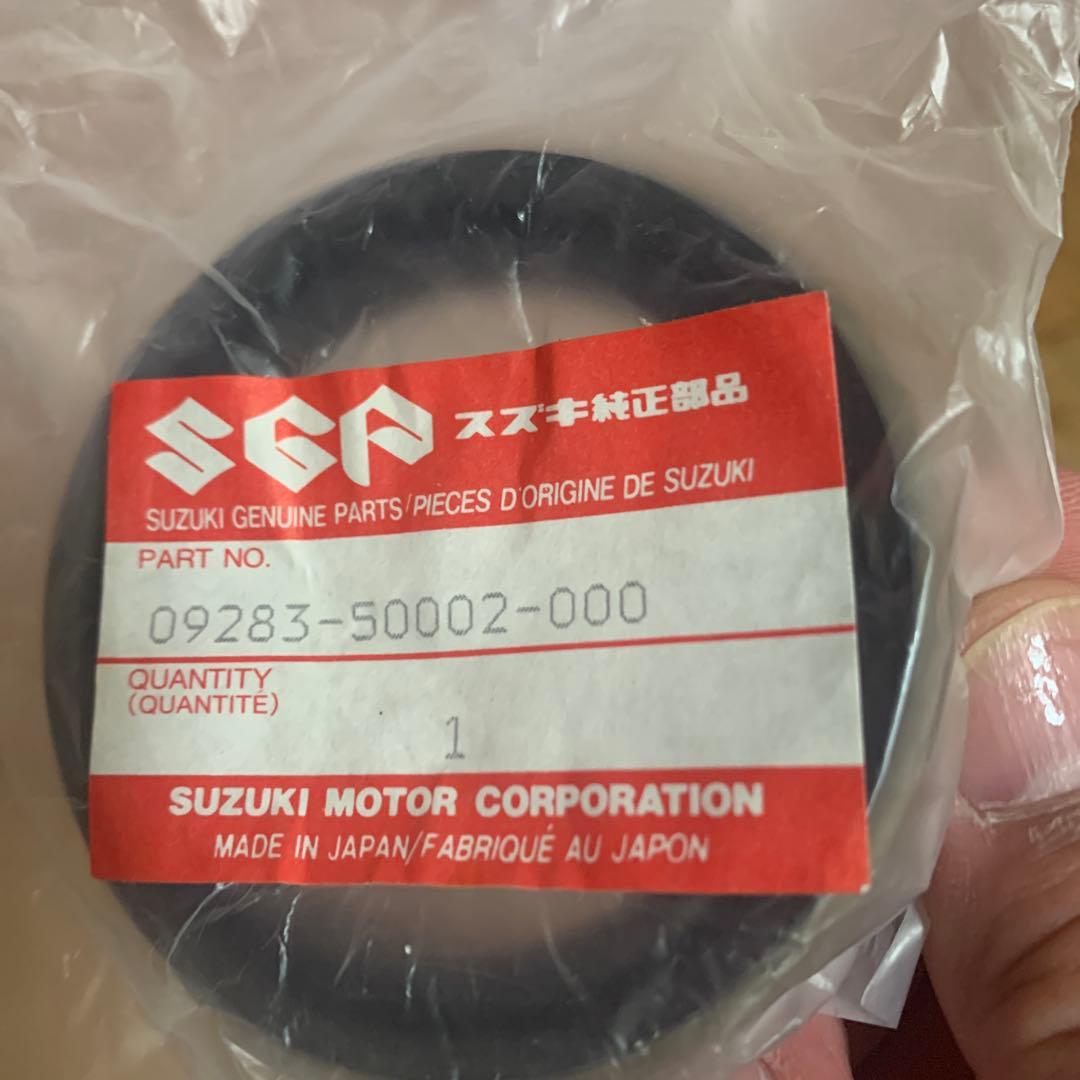 SGP スズキ純正部品
SUZUKI GENUINE PARTS/PIECES D'ORIGINE DE SUZUKI
PART NO.
09283-50002-000
QUANTITY
(QUANTITÉ)
1
SUZUKI MOTOR CORPORATION
MADE IN JAPAN/FABRIQUÉ AU JAPON